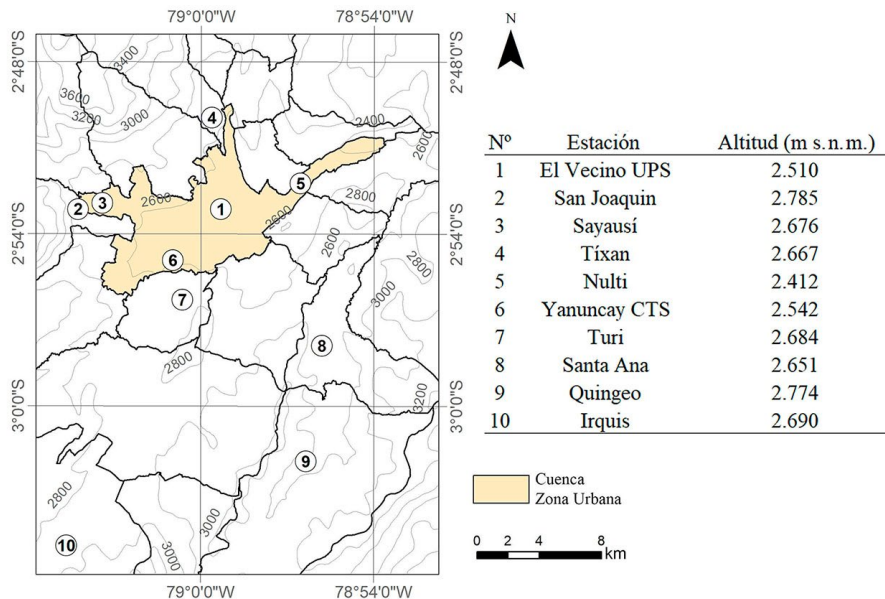 79°0'0"W 78°54'0"W
N
2°48'0"S 2°48'0"S
3400
3600
3200
3000
2400
2600
4
Nº Estación Altitud (m s.n.m.)
1 El Vecino UPS 2.510
2 San Joaquin 2.785
3 Sayausí 2.676
4 Tíxan 2.667
5 Nulti 2.412
6 Yanuncay CTS 2.542
7 Turi 2.684
8 Santa Ana 2.651
9 Quingeo 2.774
10 Irquis 2.690
5
2800
2 3 2600 1 2600
2°54'0"S 2°54'0"S
2600
2800
6
3000
7
8
2800
3200
3°0'0"S 3°0'0"S
9
2800
3000
10
3000
79°0'0"W 78°54'0"W
Cuenca
Zona Urbana
0 2 4 8
km